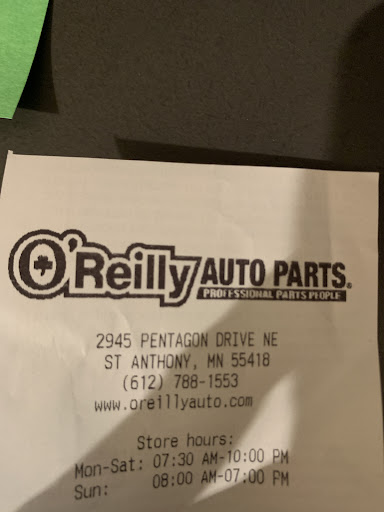 O'Reilly AUTO PARTS®
PROFESSIONAL PARTS PEOPLE
2945 PENTAGON DRIVE NE
ST ANTHONY, MN 55418
(612) 788-1553
www.oreillyauto.com
Store hours:
Mon-Sat: 07:30 AM-10:00 PM
Sun: 08:00 AM-07:00 PM